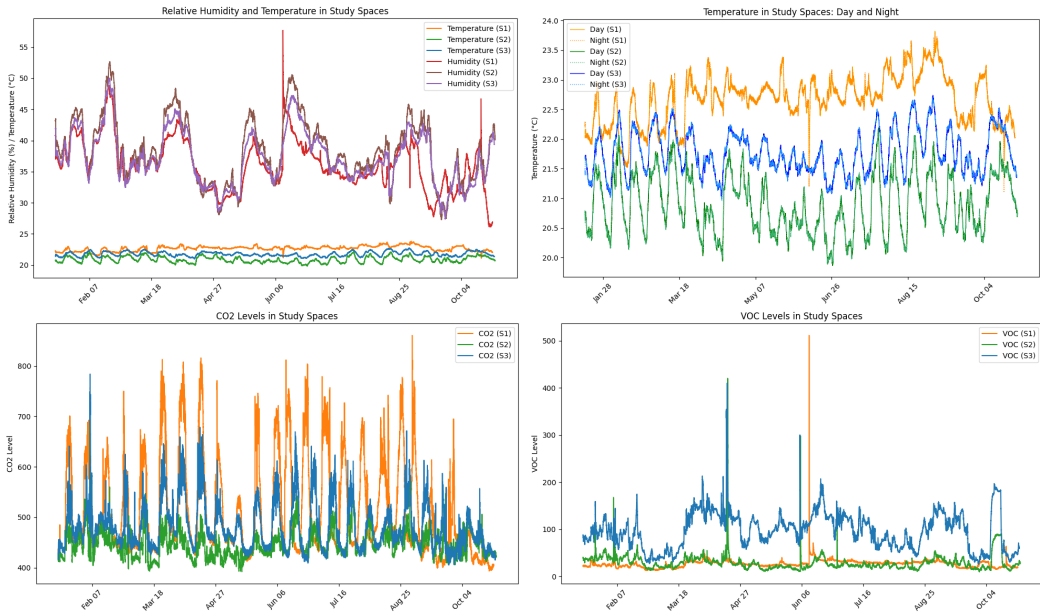 Relative Humidity and Temperature in Study Spaces
Relative Humidity (%) / Temperature (°C)
55
50
45
40
35
30
25
20
Temperature (S1)
Temperature (S2)
Temperature (S3)
Humidity (S1)
Humidity (S2)
Humidity (S3)
Feb 07
Mar 18
Apr 27
Jun 06
Jul 16
Aug 25
Oct 04
Temperature in Study Spaces: Day and Night
Temperature (°C)
24.0
23.5
23.0
22.5
22.0
21.5
21.0
20.5
20.0
Day (S1)
Night (S1)
Day (S2)
Night (S2)
Day (S3)
Night (S3)
Jan 28
Mar 18
May 07
Jun 26
Aug 15
Oct 04
CO2 Levels in Study Spaces
CO2 Level
800
700
600
500
400
CO2 (S1)
CO2 (S2)
CO2 (S3)
Feb 07
Mar 18
Apr 27
Jun 06
Jul 16
Aug 25
Oct 04
VOC Levels in Study Spaces
VOC Level
500
400
300
200
100
0
VOC (S1)
VOC (S2)
VOC (S3)
Feb 07
Mar 18
Apr 27
Jun 06
Jul 16
Aug 25
Oct 04